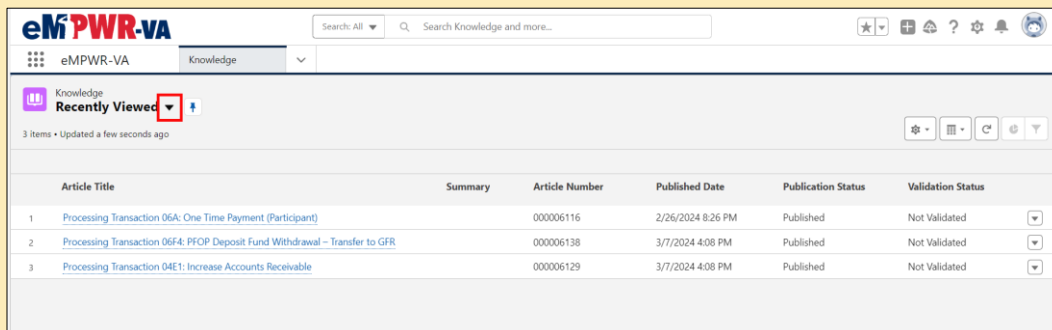 eMPWR-VA
Search: All
Search Knowledge and more...
eMPWR-VA
Knowledge
Knowledge
Recently Viewed
3 items • Updated a few seconds ago
Article Title Summary Article Number Published Date Publication Status Validation Status
1 Processing Transaction 06A: One Time Payment (Participant) 000006116 2/26/2024 8:26 PM Published Not Validated
2 Processing Transaction 06F4: PFOP Deposit Fund Withdrawal – Transfer to GFR 000006138 3/7/2024 4:08 PM Published Not Validated
3 Processing Transaction 04E1: Increase Accounts Receivable 000006129 3/7/2024 4:08 PM Published Not Validated